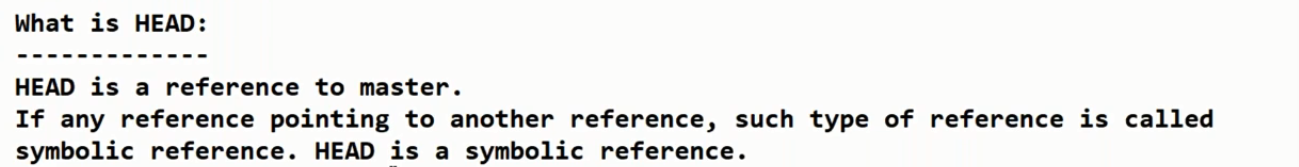 What is HEAD:
-------------
HEAD is a reference to master.
If any reference pointing to another reference, such type of reference is called
symbolic reference. HEAD is a symbolic reference.